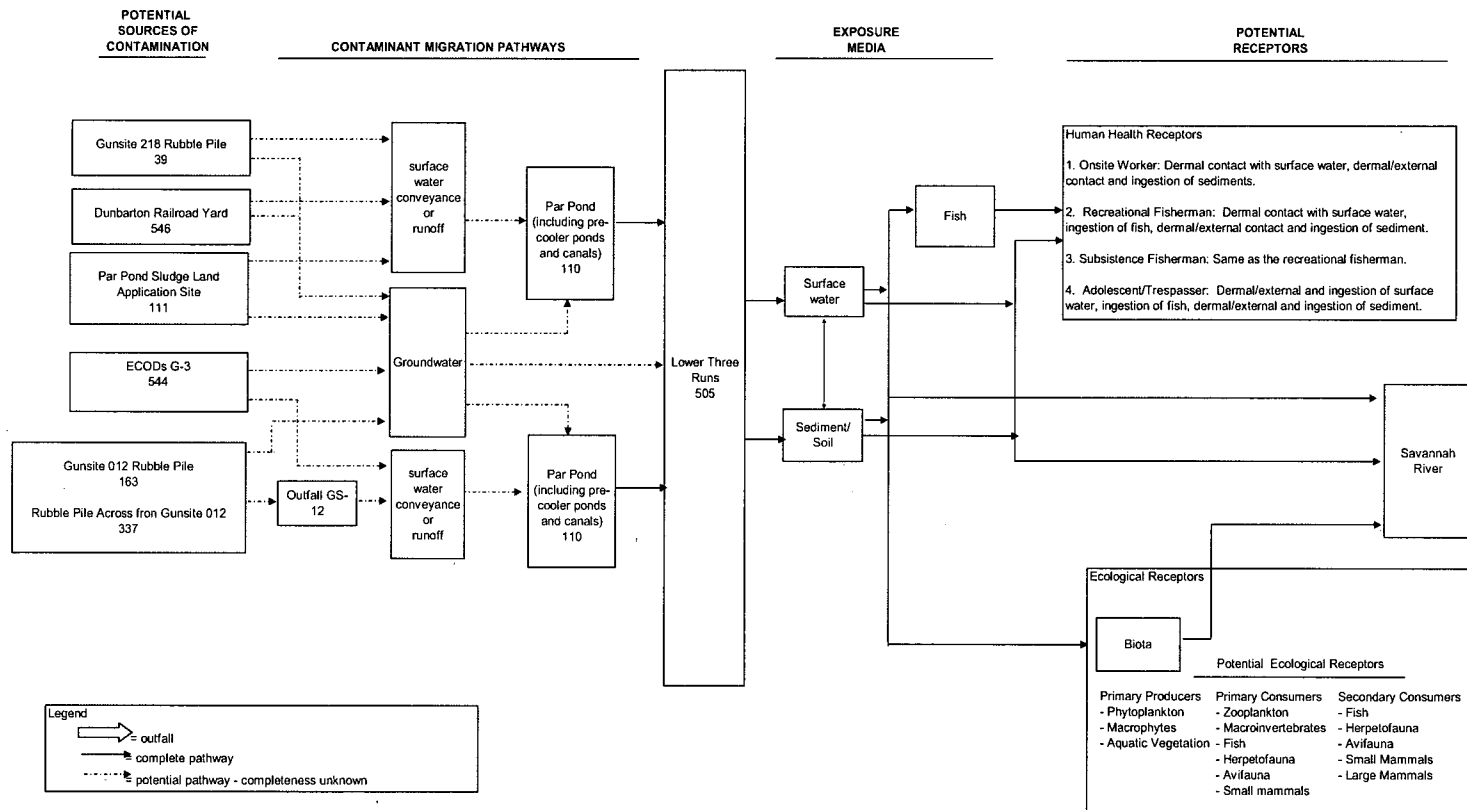 POTENTIAL
SOURCES OF
CONTAMINATION
CONTAMINANT MIGRATION PATHWAYS
EXPOSURE
MEDIA
POTENTIAL
RECEPTORS
Gunsite 218 Rubble Pile
39
Dunbarton Railroad Yard
546
Par Pond Sludge Land
Application Site
111
ECODs G-3
544
Gunsite 012 Rubble Pile
163
Rubble Pile Across fron Gunsite 012
337
Outfall GS-
12
surface
water
conveyance
or
runoff
Groundwater
surface
water
conveyance
or
runoff
Par Pond
(including pre-
cooler ponds
and canals)
110
Par Pond
(including pre-
cooler ponds
and canals)
110
Lower Three
Runs
505
Surface
water
Sediment/
Soil
Fish
Human Health Receptors
1. Onsite Worker: Dermal contact with surface water, dermal/external
contact and ingestion of sediments.
2. Recreational Fisherman: Dermal contact with surface water,
ingestion of fish, dermal/external contact and ingestion of sediment.
3. Subsistence Fisherman: Same as the recreational fisherman.
4. Adolescent/Trespasser: Dermal/external and ingestion of surface
water, ingestion of fish, dermal/external and ingestion of sediment.
Savannah
River
Ecological Receptors
Biota
Potential Ecological Receptors
Primary Producers
- Phytoplankton
- Macrophytes
- Aquatic Vegetation
Primary Consumers
- Zooplankton
- Macroinvertebrates
- Fish
- Herpetofauna
- Avifauna
- Small mammals
Secondary Consumers
- Fish
- Herpetofauna
- Avifauna
- Small Mammals
- Large Mammals
Legend
= outfall
= complete pathway
= potential pathway - completeness unknown